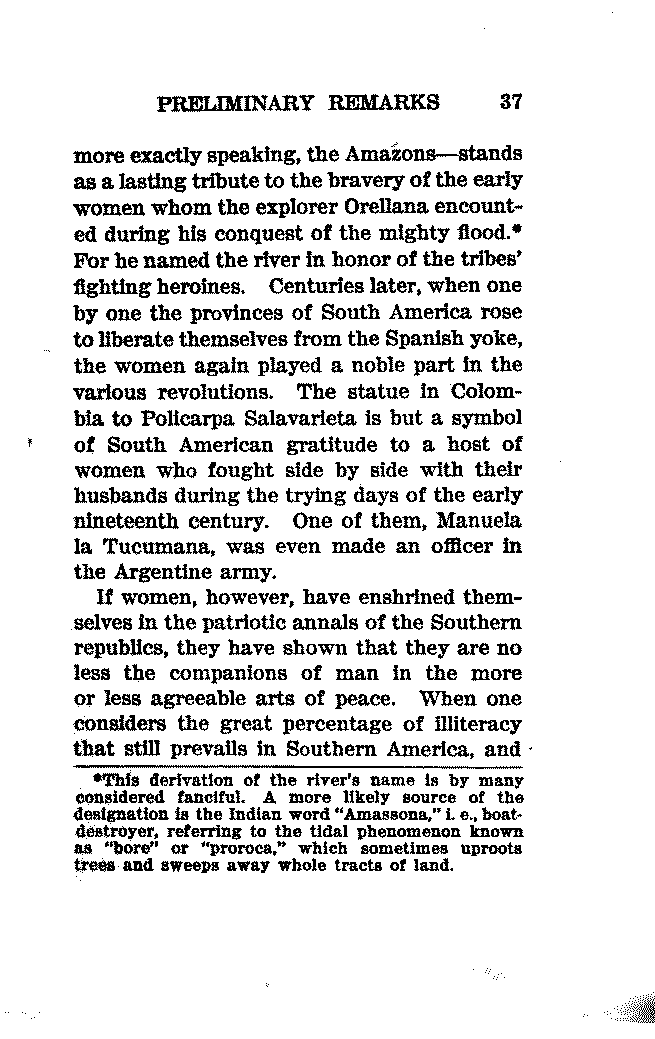 PRELIMINARY REMARKS 37
more exactly speaking, the Amazons—stands
as a lasting tribute to the bravery of the early
women whom the explorer Orellana encount-
ed during his conquest of the mighty flood.*
For he named the river in honor of the tribes'
fighting heroines. Centuries later, when one
by one the provinces of South America rose
to liberate themselves from the Spanish yoke,
the women again played a noble part in the
various revolutions. The statue in Colom-
bia to Policarpa Salavarieta is but a symbol
of South American gratitude to a host of
women who fought side by side with their
husbands during the trying days of the early
nineteenth century. One of them, Manuela
la Tucumana, was even made an officer in
the Argentine army.
If women, however, have enshrined them-
selves in the patriotic annals of the Southern
republics, they have shown that they are no
less the companions of man in the more
or less agreeable arts of peace. When one
considers the great percentage of illiteracy
that still prevails in Southern America, and
*This derivation of the river's name is by many
considered fanciful. A more likely source of the
designation is the Indian word "Amassona," i. e., boat-
destroyer, referring to the tidal phenomenon known
as "bore" or "proroca," which sometimes uproots
trees and sweeps away whole tracts of land.